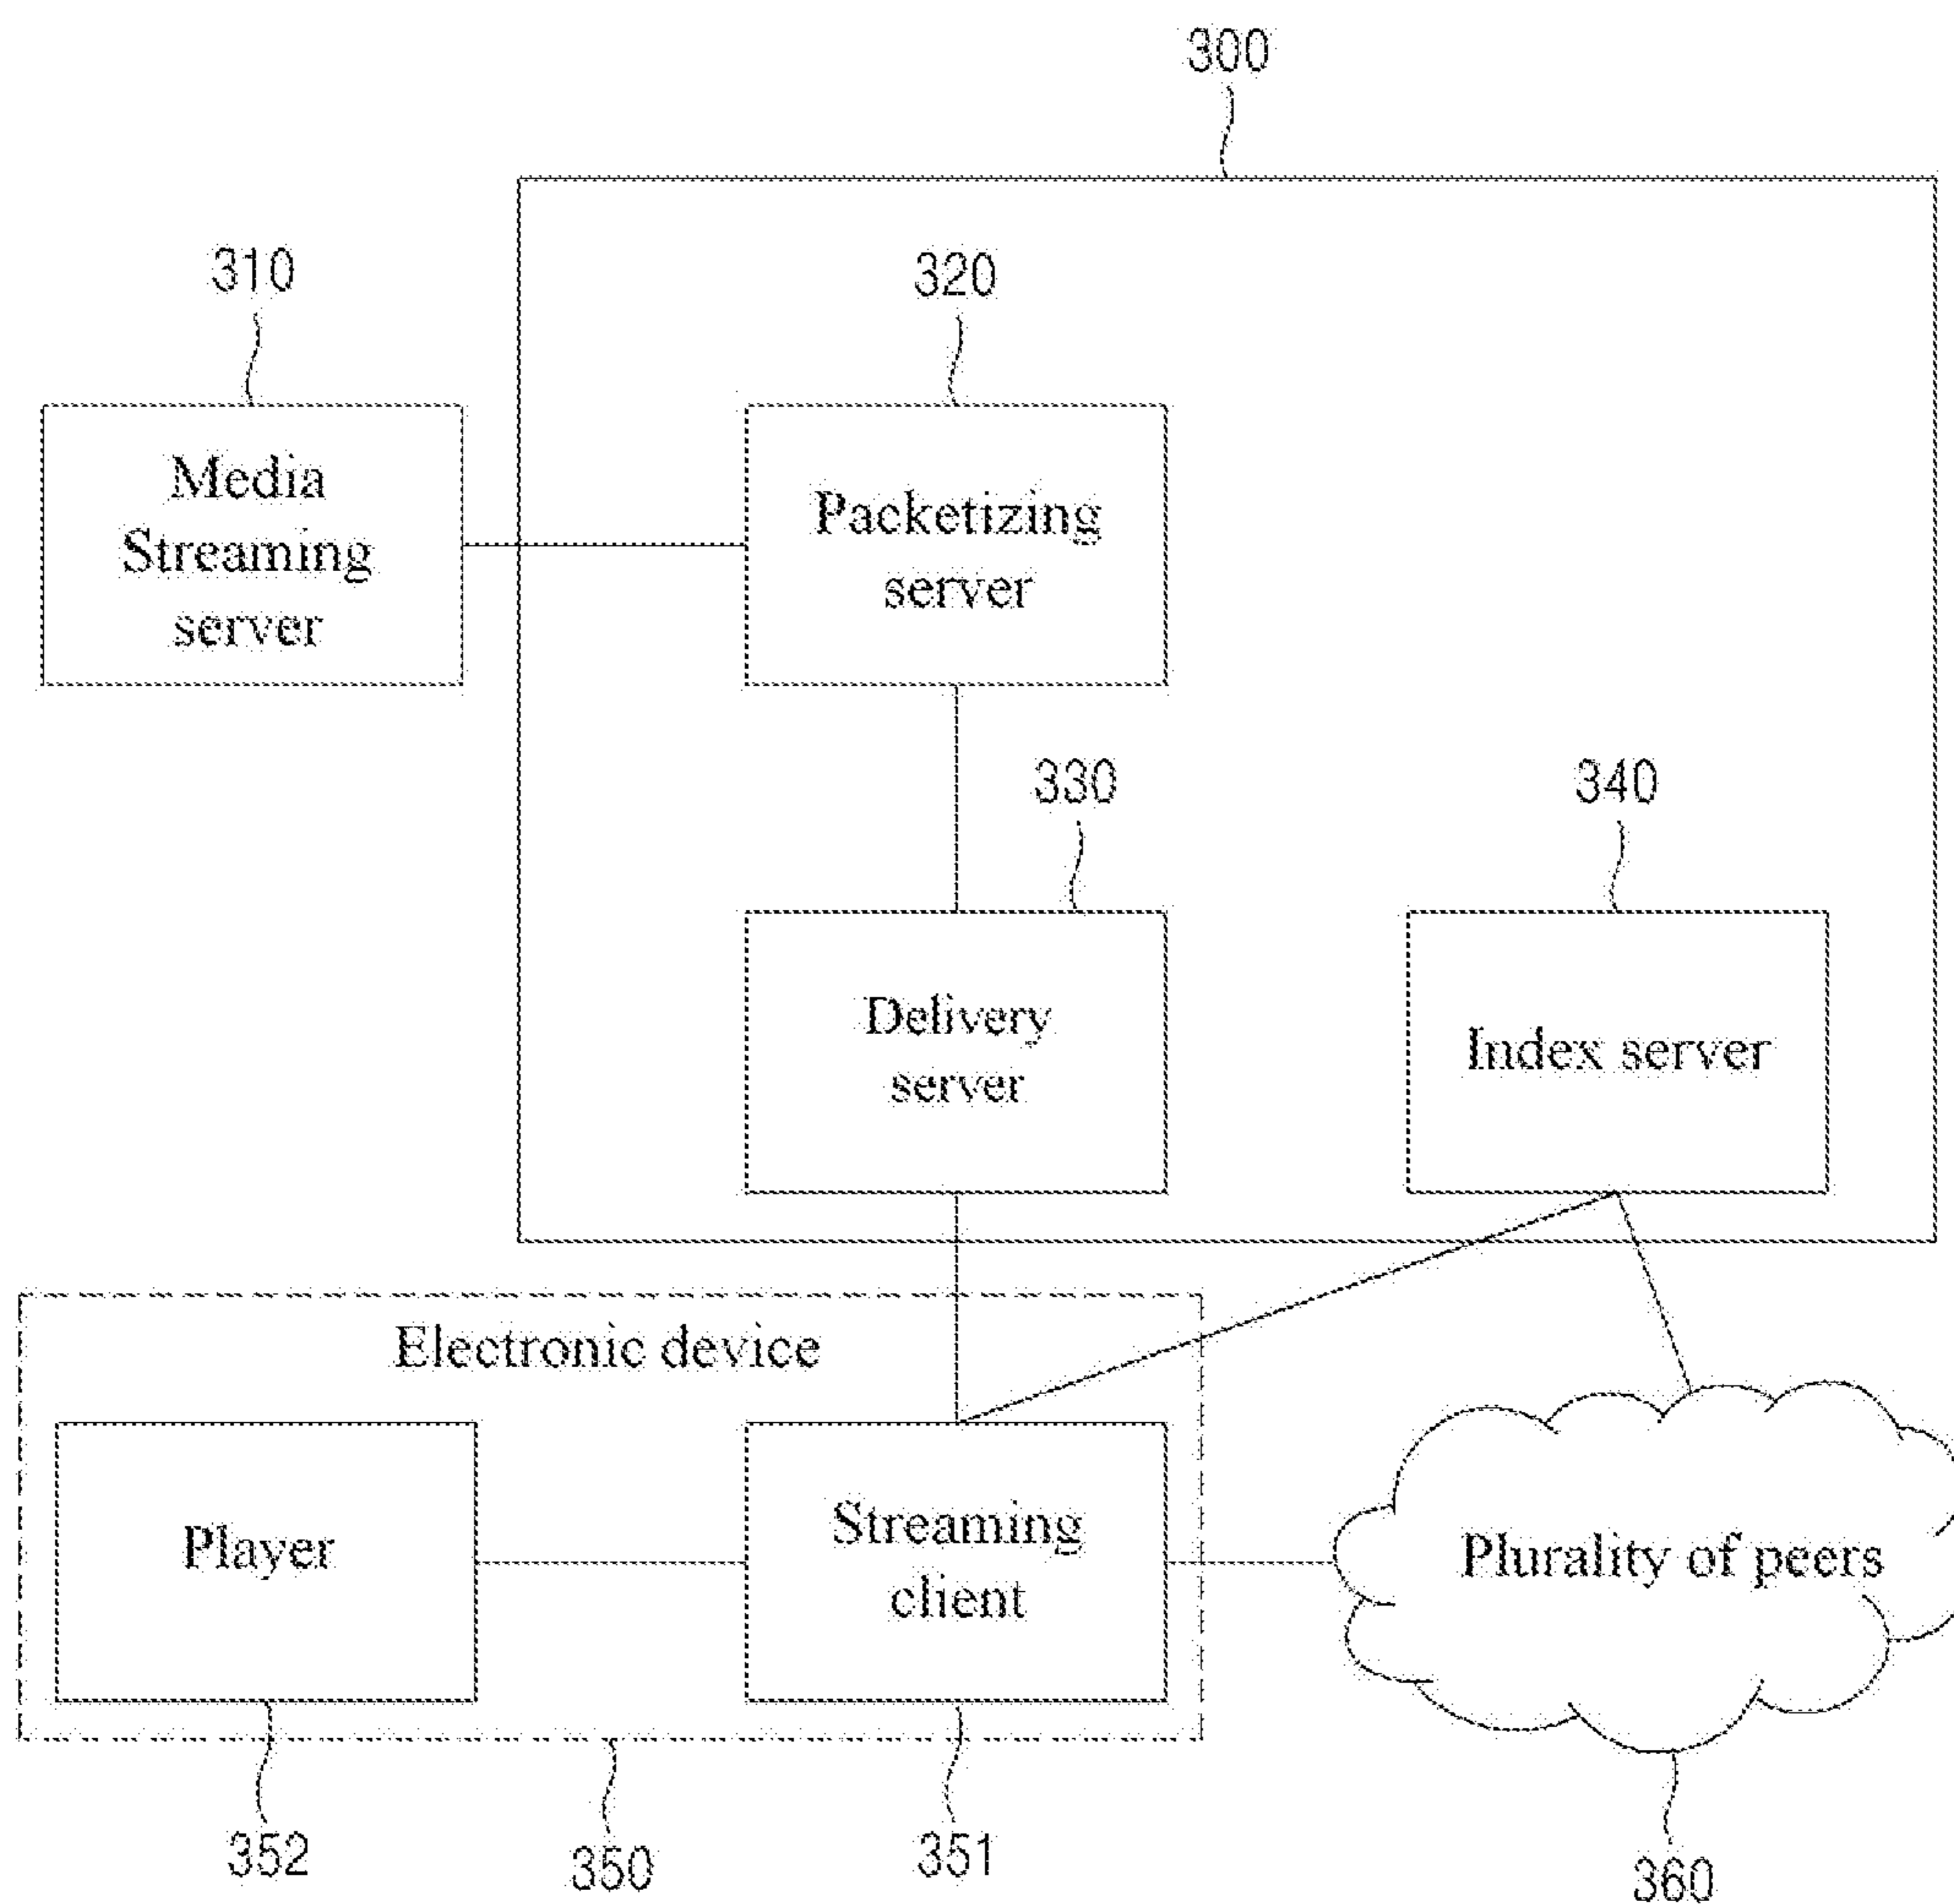 300
310
320
Media
Streaming
server
Packetizing
server
330
340
Delivery
server
Index server
Electronic device
Player
Streaming
client
Plurality of peers
352
350
351
360